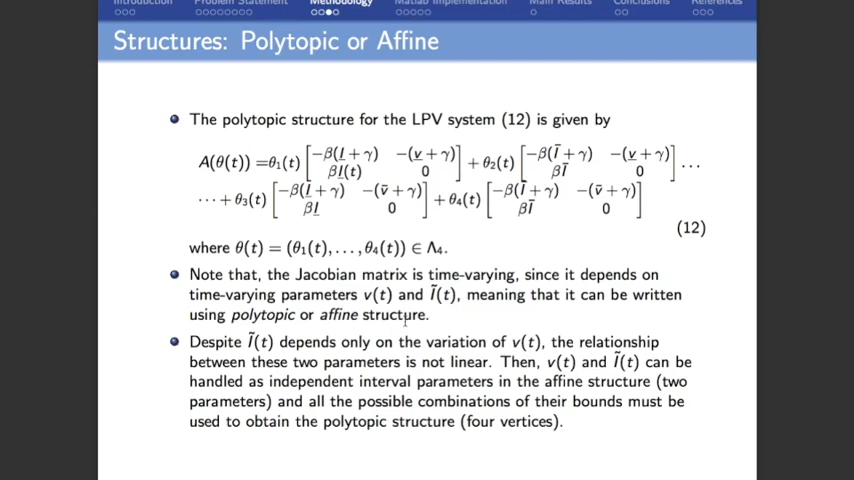 Introduction Problem Statement Methodology Matlab Implementation Main Results Conclusions References
Structures: Polytopic or Affine
The polytopic structure for the LPV system (12) is given by
A(θ(t)) =θ₁(t) [−β(I̲ + γ) −(v̲ + γ); βI̲(t) 0] + θ₂(t) [−β(Ī + γ) −(v̲ + γ); βĪ 0] ...
··· + θ₃(t) [−β(I̲ + γ) −(v̄ + γ); βI̲ 0] + θ₄(t) [−β(Ī + γ) −(v̄ + γ); βĪ 0]
(12)
where θ(t) = (θ₁(t), . . . , θ₄(t)) ∈ Λ₄.
Note that, the Jacobian matrix is time-varying, since it depends on
time-varying parameters v(t) and Ĩ(t), meaning that it can be written
using polytopic or affine structure.
Despite Ĩ(t) depends only on the variation of v(t), the relationship
between these two parameters is not linear. Then, v(t) and Ĩ(t) can be
handled as independent interval parameters in the affine structure (two
parameters) and all the possible combinations of their bounds must be
used to obtain the polytopic structure (four vertices).